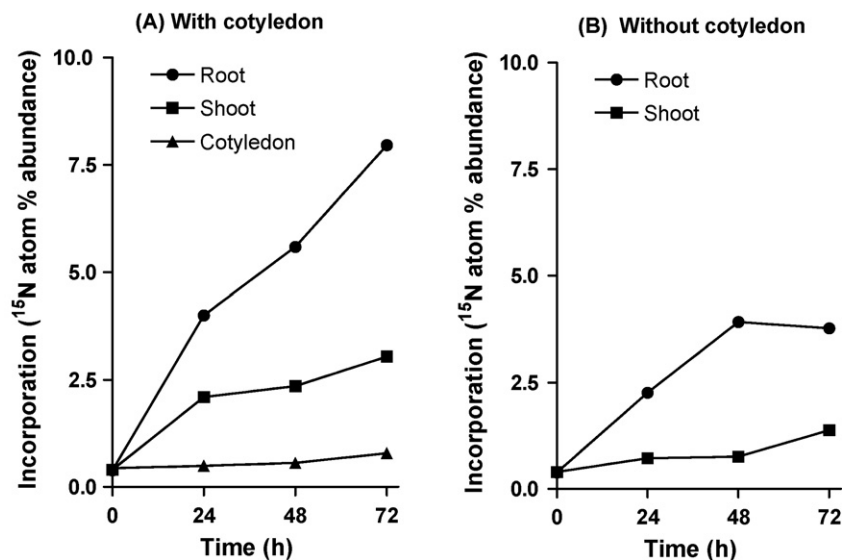 (A) With cotyledon
Incorporation (¹⁵N atom % abundance)
10.0
7.5
5.0
2.5
0.0
Root
Shoot
Cotyledon
0 24 48 72
Time (h)
(B) Without cotyledon
Incorporation (¹⁵N atom % abundance)
10.0
7.5
5.0
2.5
0.0
Root
Shoot
0 24 48 72
Time (h)